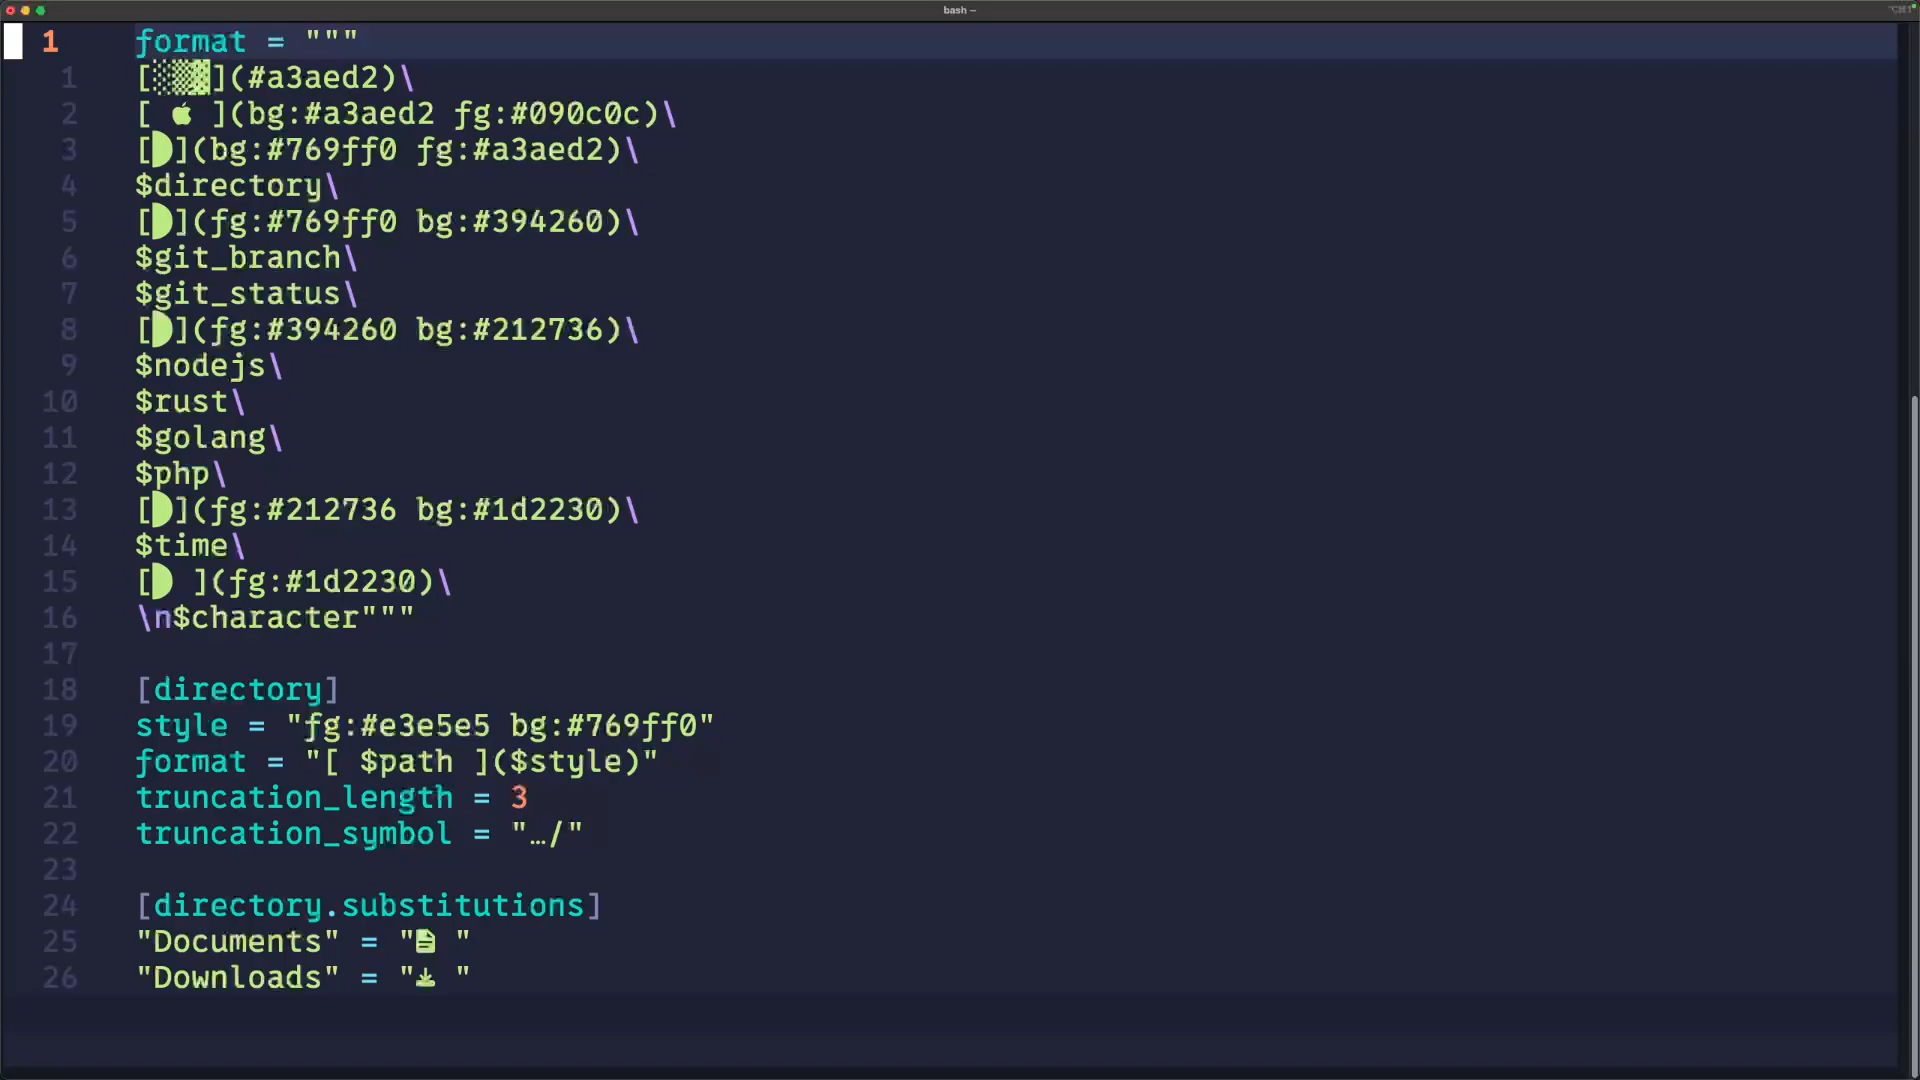 bash —
1 format = """
1 [░▒▓](#a3aed2)\
2 [  ](bg:#a3aed2 fg:#090c0c)\
3 [](bg:#769ff0 fg:#a3aed2)\
4 $directory\
5 [](fg:#769ff0 bg:#394260)\
6 $git_branch\
7 $git_status\
8 [](fg:#394260 bg:#212736)\
9 $nodejs\
10 $rust\
11 $golang\
12 $php\
13 [](fg:#212736 bg:#1d2230)\
14 $time\
15 [ ](fg:#1d2230)\
16 \n$character"""
17
18 [directory]
19 style = "fg:#e3e5e5 bg:#769ff0"
20 format = "[ $path ]($style)"
21 truncation_length = 3
22 truncation_symbol = "…/"
23
24 [directory.substitutions]
25 "Documents" = "󰈙 "
26 "Downloads" = " "